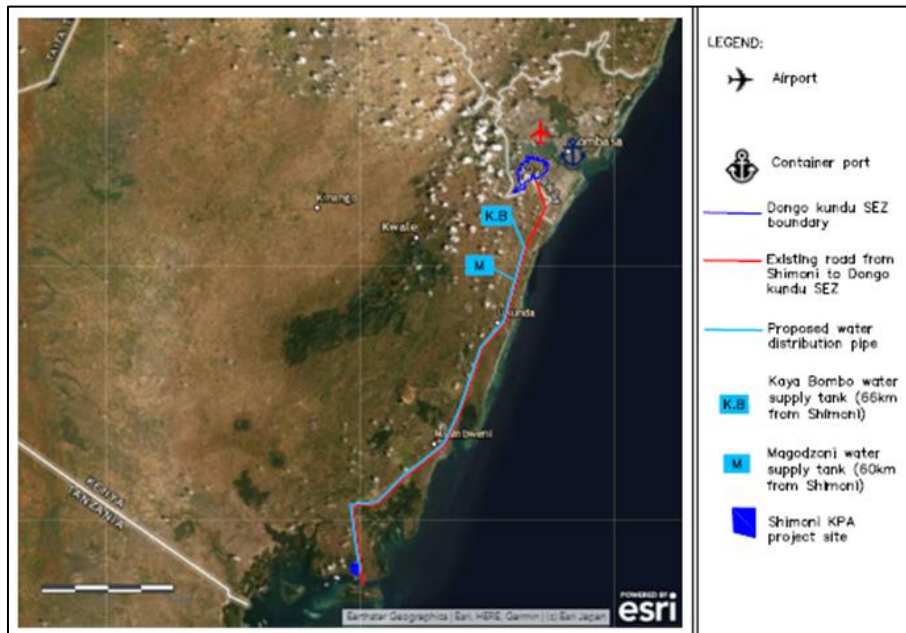 TAITA
Kinango
Kwale
K.B
M
KENYA
TANZANIA
POWERED BY
esri
Earthstar Geographics | Esri, HERE, Garmin | (c) Esri Japan
LEGEND:
Airport
Container port
Dongo kundu SEZ
boundary
Existing road from
Shimoni to Dongo
kundu SEZ
Proposed water
distribution pipe
K.B
Kaya Bombo water
supply tank (66km
from Shimoni)
M
Magodzoni water
supply tank (60km
from Shimoni)
Shimoni KPA
project site